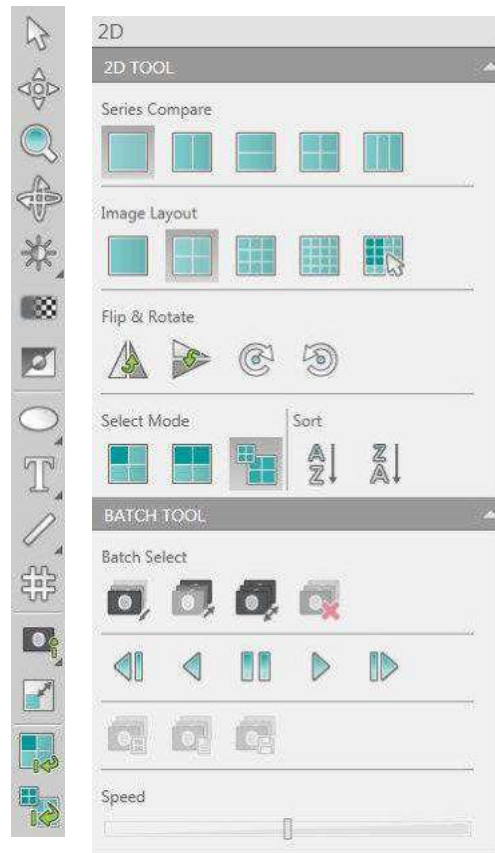 2D
2D TOOL
Series Compare
Image Layout
Flip & Rotate
Select Mode
Sort
A
Z
Z
A
T
BATCH TOOL
Batch Select
Speed